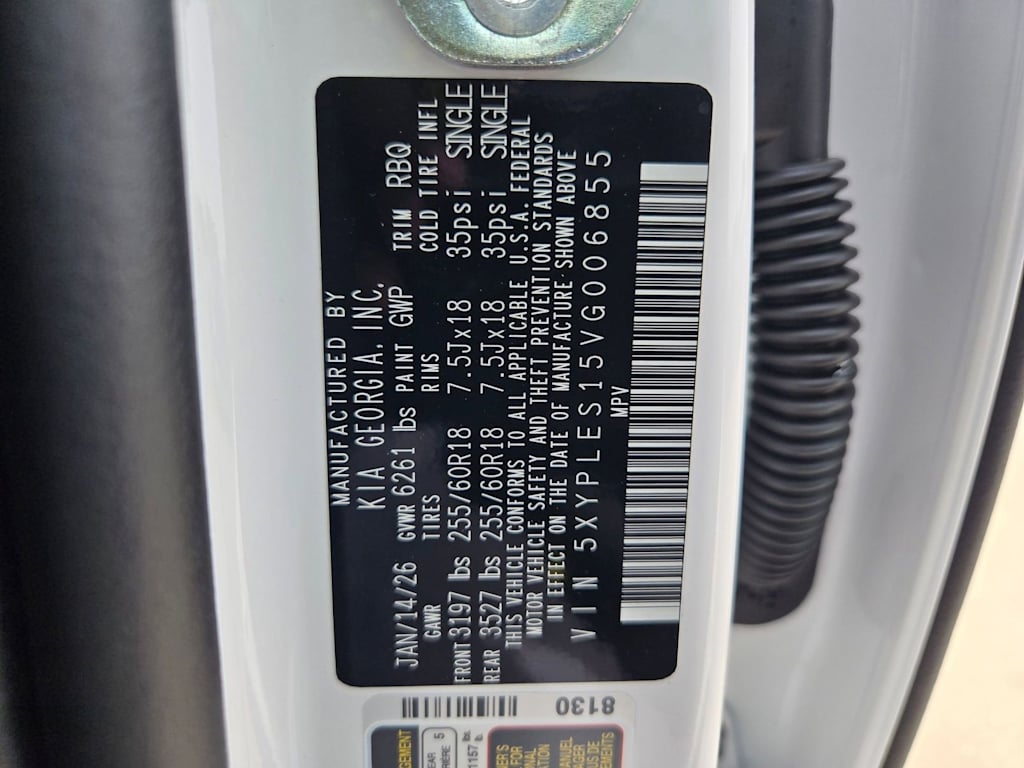 MANUFACTURED BY
KIA GEORGIA, INC.
JAN/14/26 GVWR 6261 lbs PAINT GWP TRIM RBQ
GAWR TIRES RIMS COLD TIRE INFL
FRONT 3197 lbs 255/60R18 7.5Jx18 35psi SINGLE
REAR 3527 lbs 255/60R18 7.5Jx18 35psi SINGLE
THIS VEHICLE CONFORMS TO ALL APPLICABLE U.S.A. FEDERAL
MOTOR VEHICLE SAFETY AND THEFT PREVENTION STANDARDS
IN EFFECT ON THE DATE OF MANUFACTURE SHOWN ABOVE
VIN 5XYPLES15VG006855
MPV
8130
5
1157